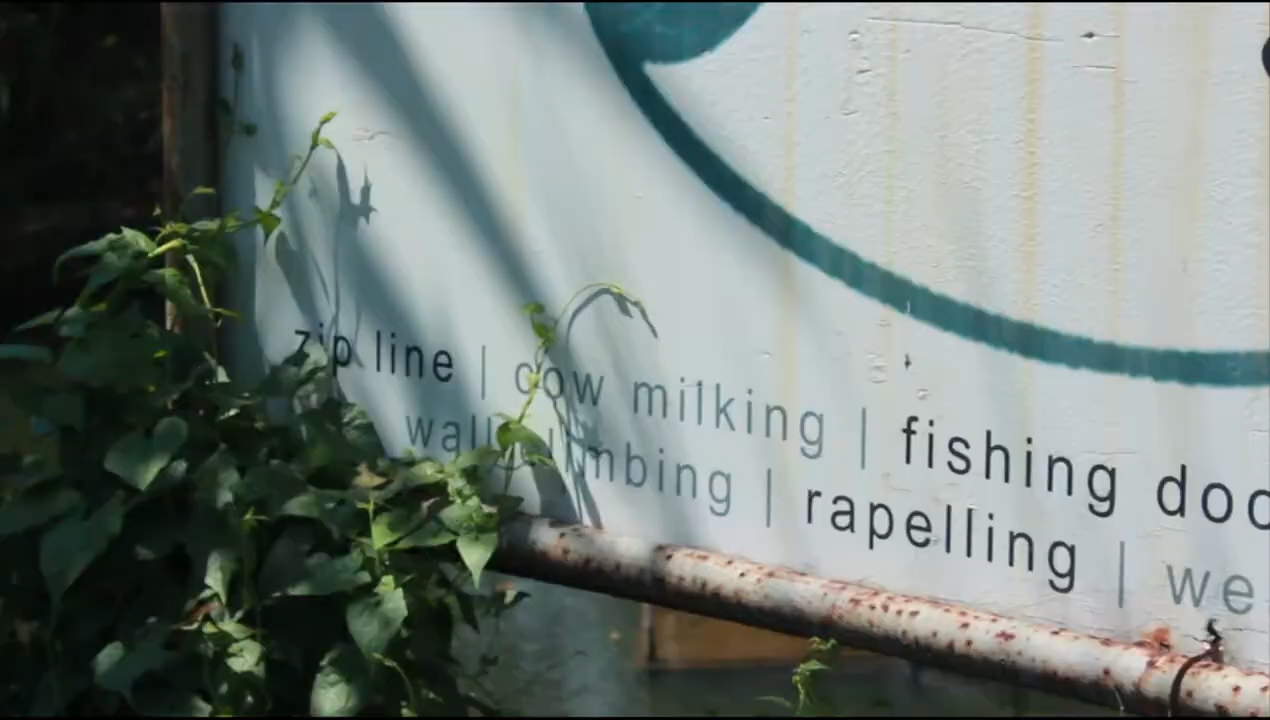 zip line | cow milking | fishing
wall climbing | rapelling |